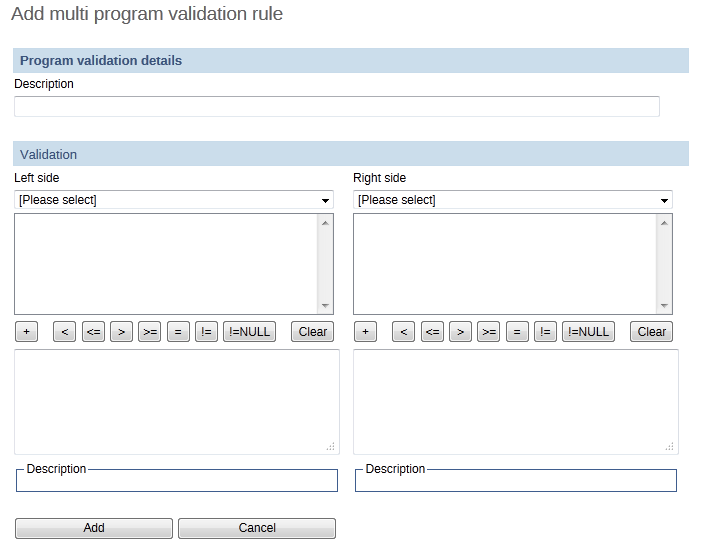 Add multi program validation rule
Program validation details
Description
Validation
Left side Right side
[Please select] [Please select]
+ < <= > >= = != !=NULL Clear + < <= > >= = != !=NULL Clear
Description Description
Add Cancel